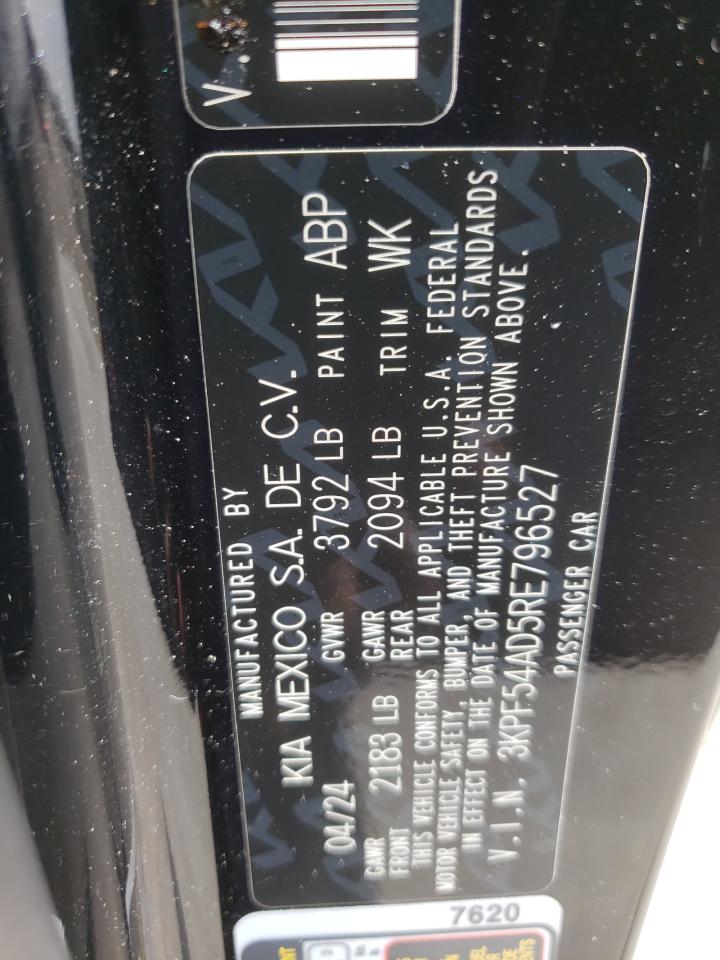 V.
MANUFACTURED BY
KIA MEXICO S.A. DE C.V.
04/24 GVWR 3792 LB PAINT ABP
GAWR FRONT 2183 LB GAWR REAR 2094 LB TRIM WK
THIS VEHICLE CONFORMS TO ALL APPLICABLE U.S.A. FEDERAL
MOTOR VEHICLE SAFETY, BUMPER, AND THEFT PREVENTION STANDARDS
IN EFFECT ON THE DATE OF MANUFACTURE SHOWN ABOVE.
V.I.N. 3KPF54AD5RE796527
PASSENGER CAR
7620